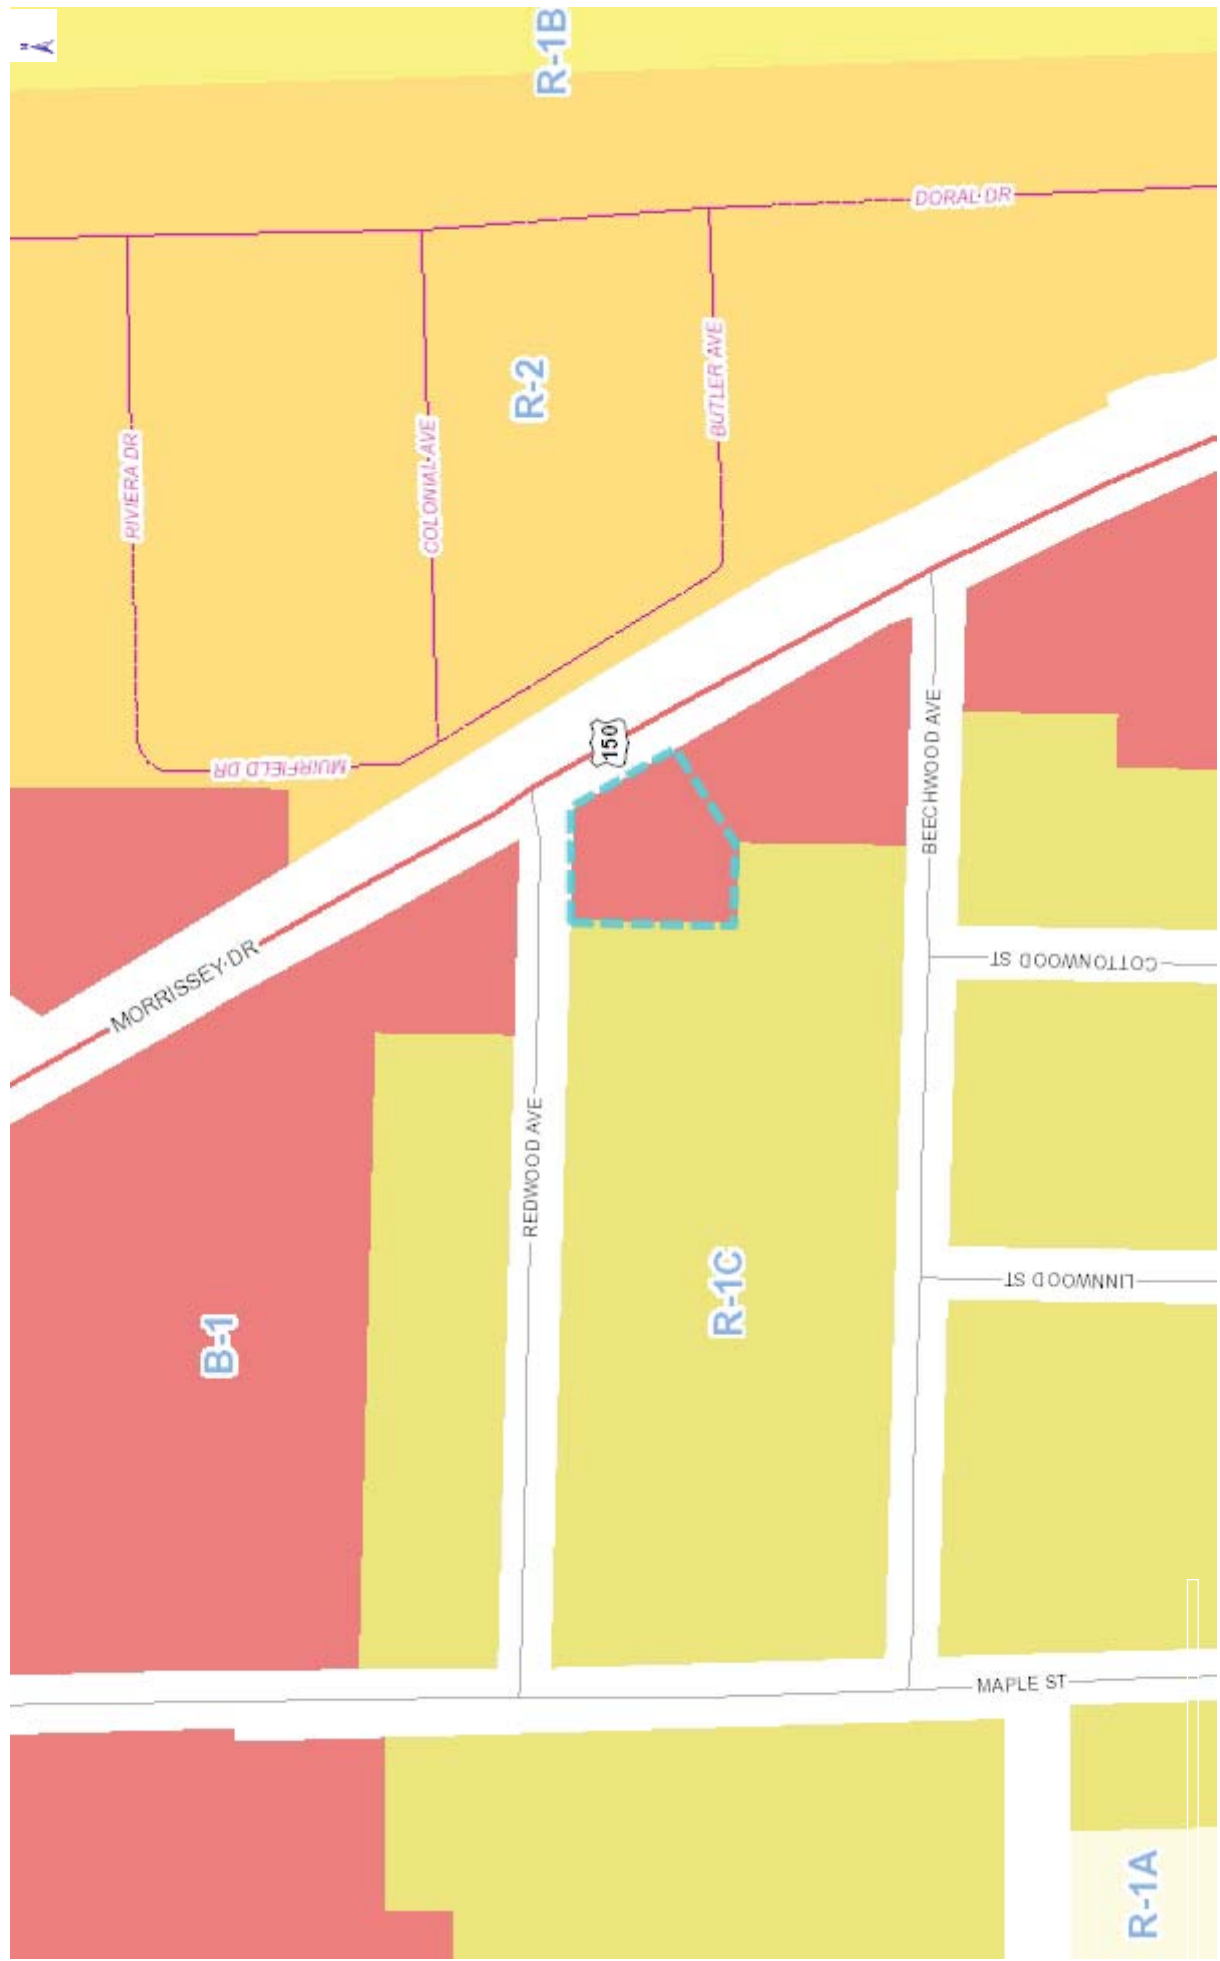 R-1B
DORAL DR
RIVIERA DR
COLONIAL AVE
R-2
BUTLER AVE
MUIRFIELD DR
150
BEECHWOOD AVE
MORRISSEY DR
COTTONWOOD ST
REDWOOD AVE
R-1C
LINNWOOD ST
B-1
MAPLE ST
R-1A